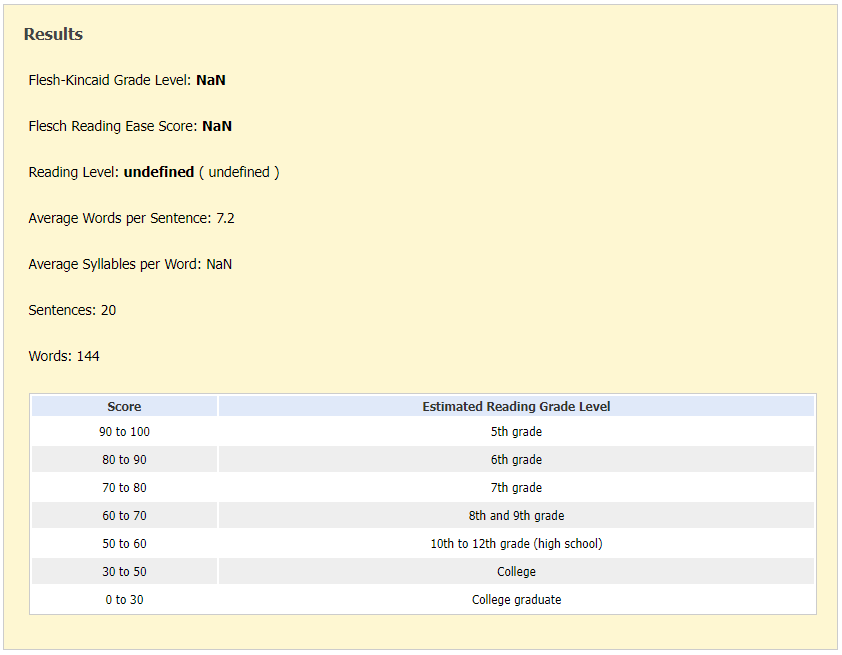 Results
Flesh-Kincaid Grade Level: NaN
Flesch Reading Ease Score: NaN
Reading Level: undefined ( undefined )
Average Words per Sentence: 7.2
Average Syllables per Word: NaN
Sentences: 20
Words: 144
Score Estimated Reading Grade Level
90 to 100 5th grade
80 to 90 6th grade
70 to 80 7th grade
60 to 70 8th and 9th grade
50 to 60 10th to 12th grade (high school)
30 to 50 College
0 to 30 College graduate